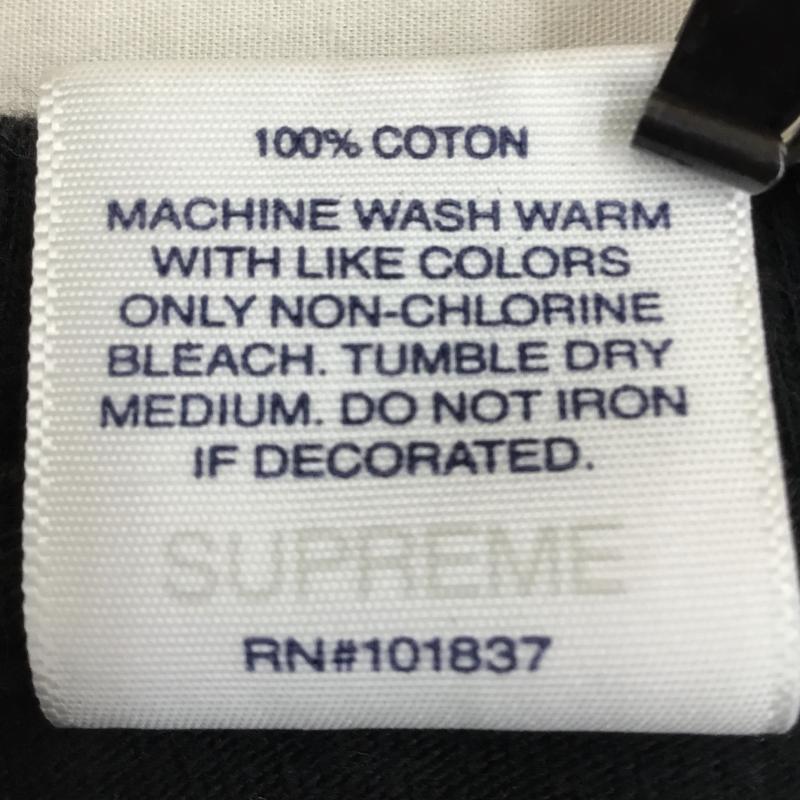 100% COTON
MACHINE WASH WARM
WITH LIKE COLORS
ONLY NON-CHLORINE
BLEACH. TUMBLE DRY
MEDIUM. DO NOT IRON
IF DECORATED.
SUPREME
RN#101837